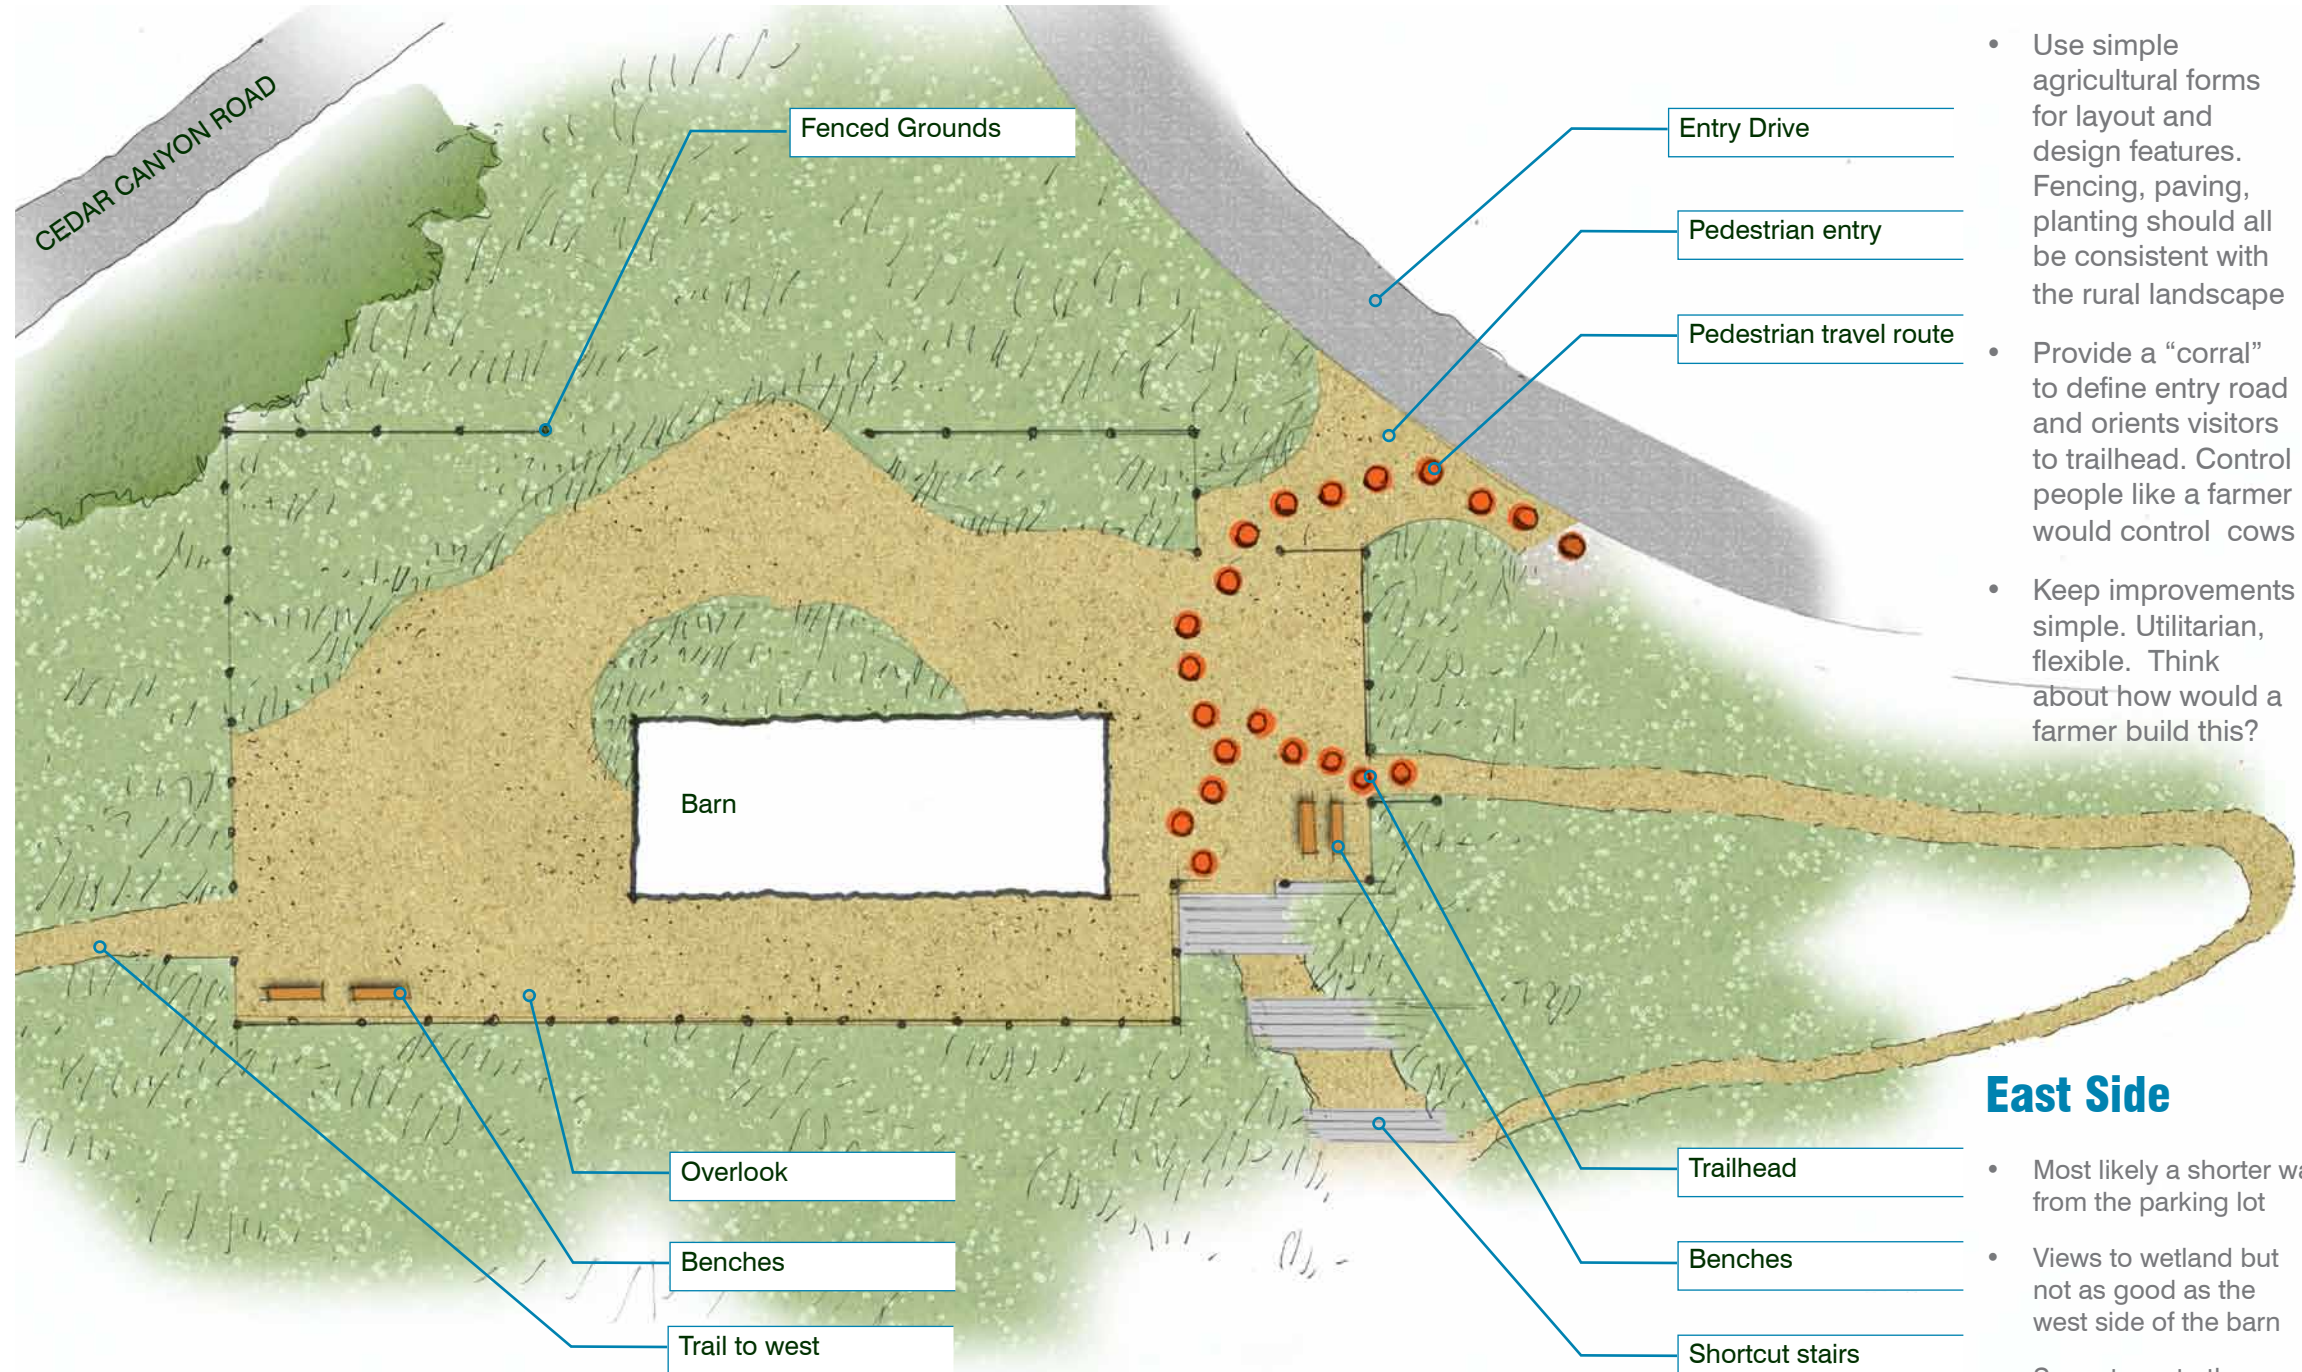 CEDAR CANYON ROAD
Fenced Grounds
Entry Drive
Pedestrian entry
Pedestrian travel route
Barn
Overlook
Benches
Trail to west
Trailhead
Benches
Shortcut stairs
• Use simple
agricultural forms
for layout and
design features.
Fencing, paving,
planting should all
be consistent with
the rural landscape
• Provide a “corral”
to define entry road
and orients visitors
to trailhead. Control
people like a farmer
would control cows
• Keep improvements
simple. Utilitarian,
flexible. Think
about how would a
farmer build this?
East Side
• Most likely a shorter
from the parking lot
• Views to wetland but
not as good as the
west side of the barn